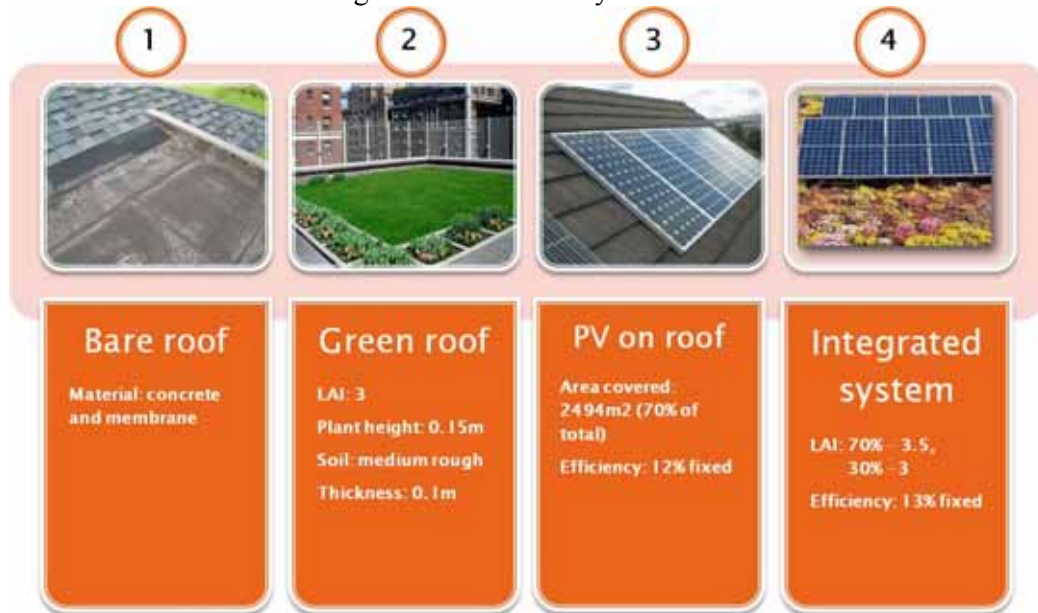 1
2
3
4
Bare roof
Material: concrete
and membrane
Green roof
LAI: 3
Plant height: 0.15m
Soil: medium rough
Thickness: 0.1m
PV on roof
Area covered:
2494m2 (70% of
total)
Efficiency: 12% fixed
Integrated
system
LAI: 70% - 3.5,
30% - 3
Efficiency: 13% fixed